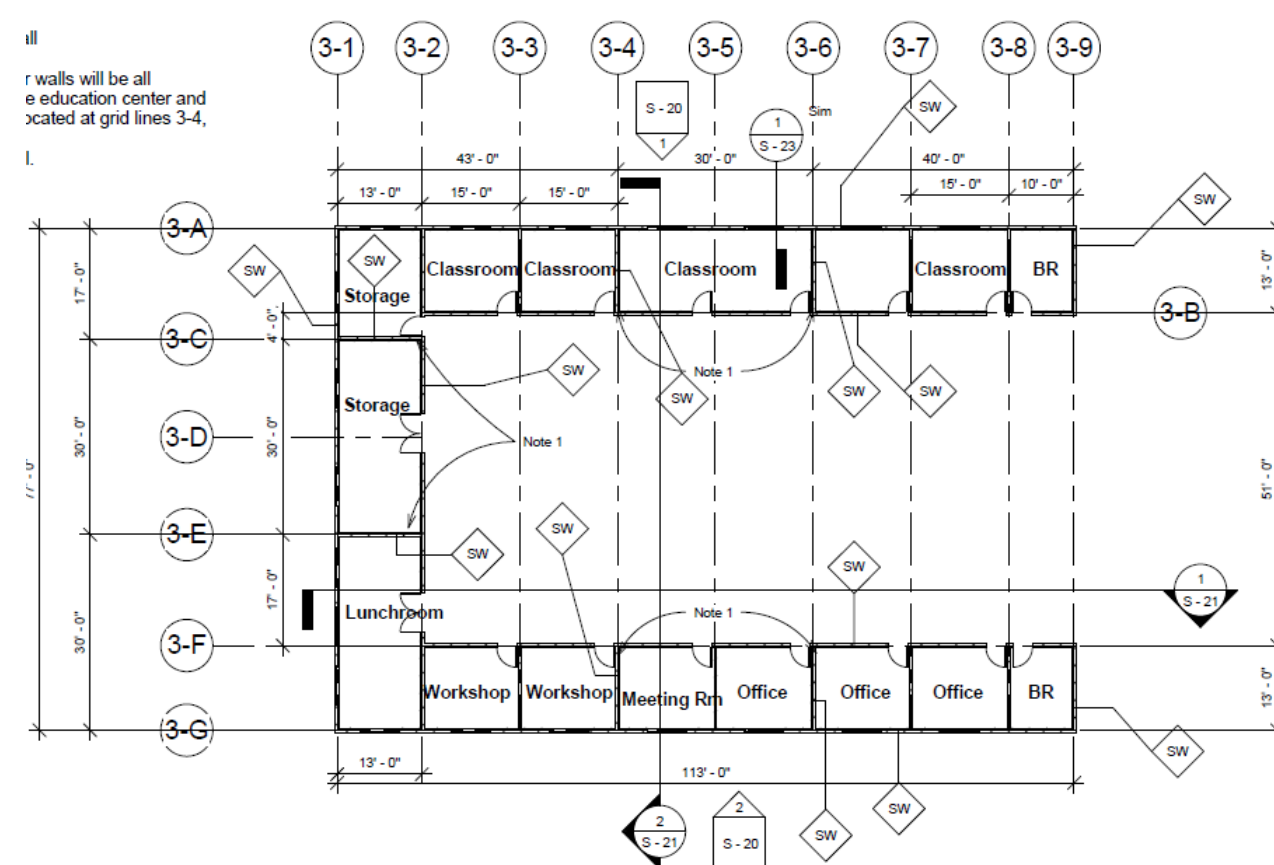 all
r walls will be all
e education center and
ocated at grid lines 3-4,
l.
3-1 3-2 3-3 3-4 3-5 3-6 3-7 3-8 3-9
S - 20
1
1
S - 23
Sim
SW
43' - 0" 30' - 0" 40' - 0"
13' - 0" 15' - 0" 15' - 0" 15' - 0" 10' - 0"
SW
3-A
SW SW
Classroom Classroom Classroom Classroom BR
Storage
17' - 0"
13' - 0"
3-B
4' - 0"
3-C
Note 1
SW SW SW SW
Storage
3-D
30' - 0" 30' - 0"
Note 1
77' - 0"
51' - 0"
3-E
SW
SW
SW
1
S - 21
17' - 0"
Lunchroom
Note 1
30' - 0"
3-F
Workshop Workshop Meeting Rm Office Office Office BR
13' - 0"
3-G
SW
13' - 0"
113' - 0"
SW
2
S - 21
2
S - 20
SW